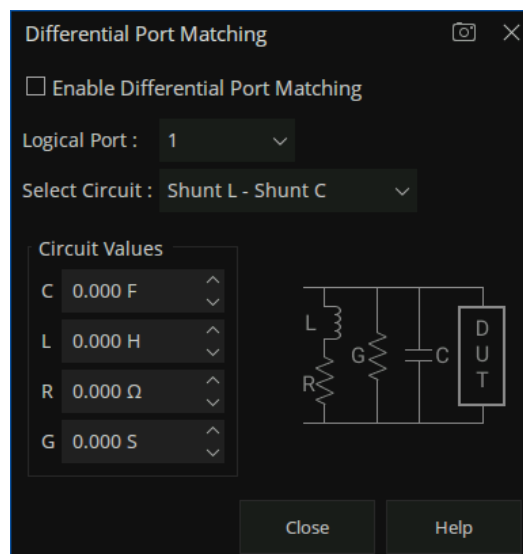 Differential Port Matching
Enable Differential Port Matching
Logical Port : 1
Select Circuit : Shunt L - Shunt C
Circuit Values
C 0.000 F
L 0.000 H
R 0.000 Ω
G 0.000 S
L
R
G
C
D
U
T
Close Help